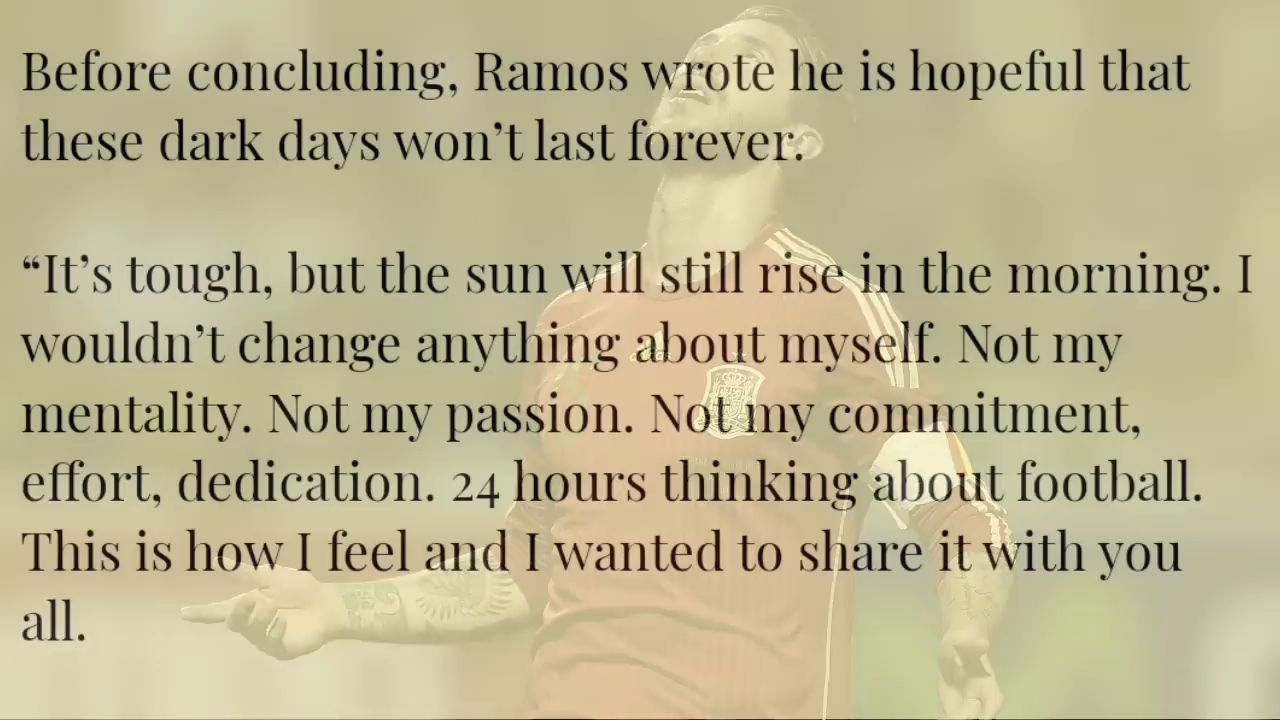 Before concluding, Ramos wrote he is hopeful that
these dark days won’t last forever.
“It’s tough, but the sun will still rise in the morning. I
wouldn’t change anything about myself. Not my
mentality. Not my passion. Not my commitment,
effort, dedication. 24 hours thinking about football.
This is how I feel and I wanted to share it with you
all.